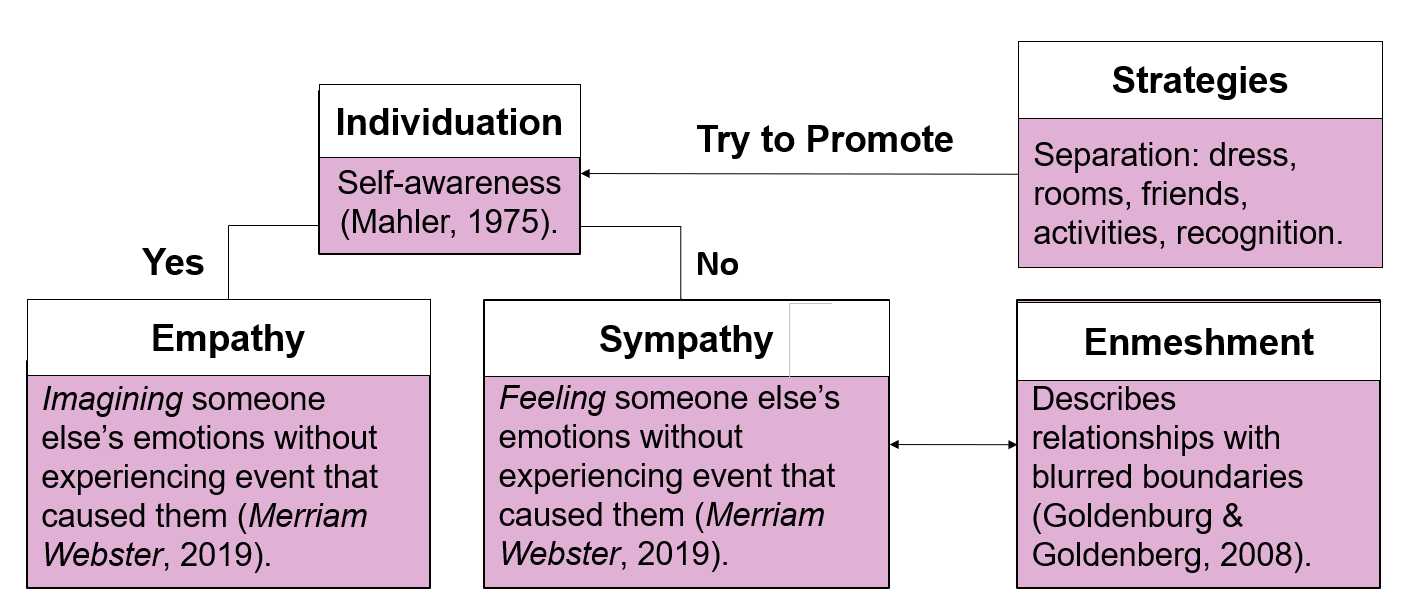 Strategies
Separation: dress,
rooms, friends,
activities, recognition.
Try to Promote
Individuation
Self-awareness
(Mahler, 1975).
Yes
No
Empathy
Imagining someone
else’s emotions without
experiencing event that
caused them (Merriam
Webster, 2019).
Sympathy
Feeling someone else’s
emotions without
experiencing event that
caused them (Merriam
Webster, 2019).
Enmeshment
Describes
relationships with
blurred boundaries
(Goldenburg &
Goldenberg, 2008).